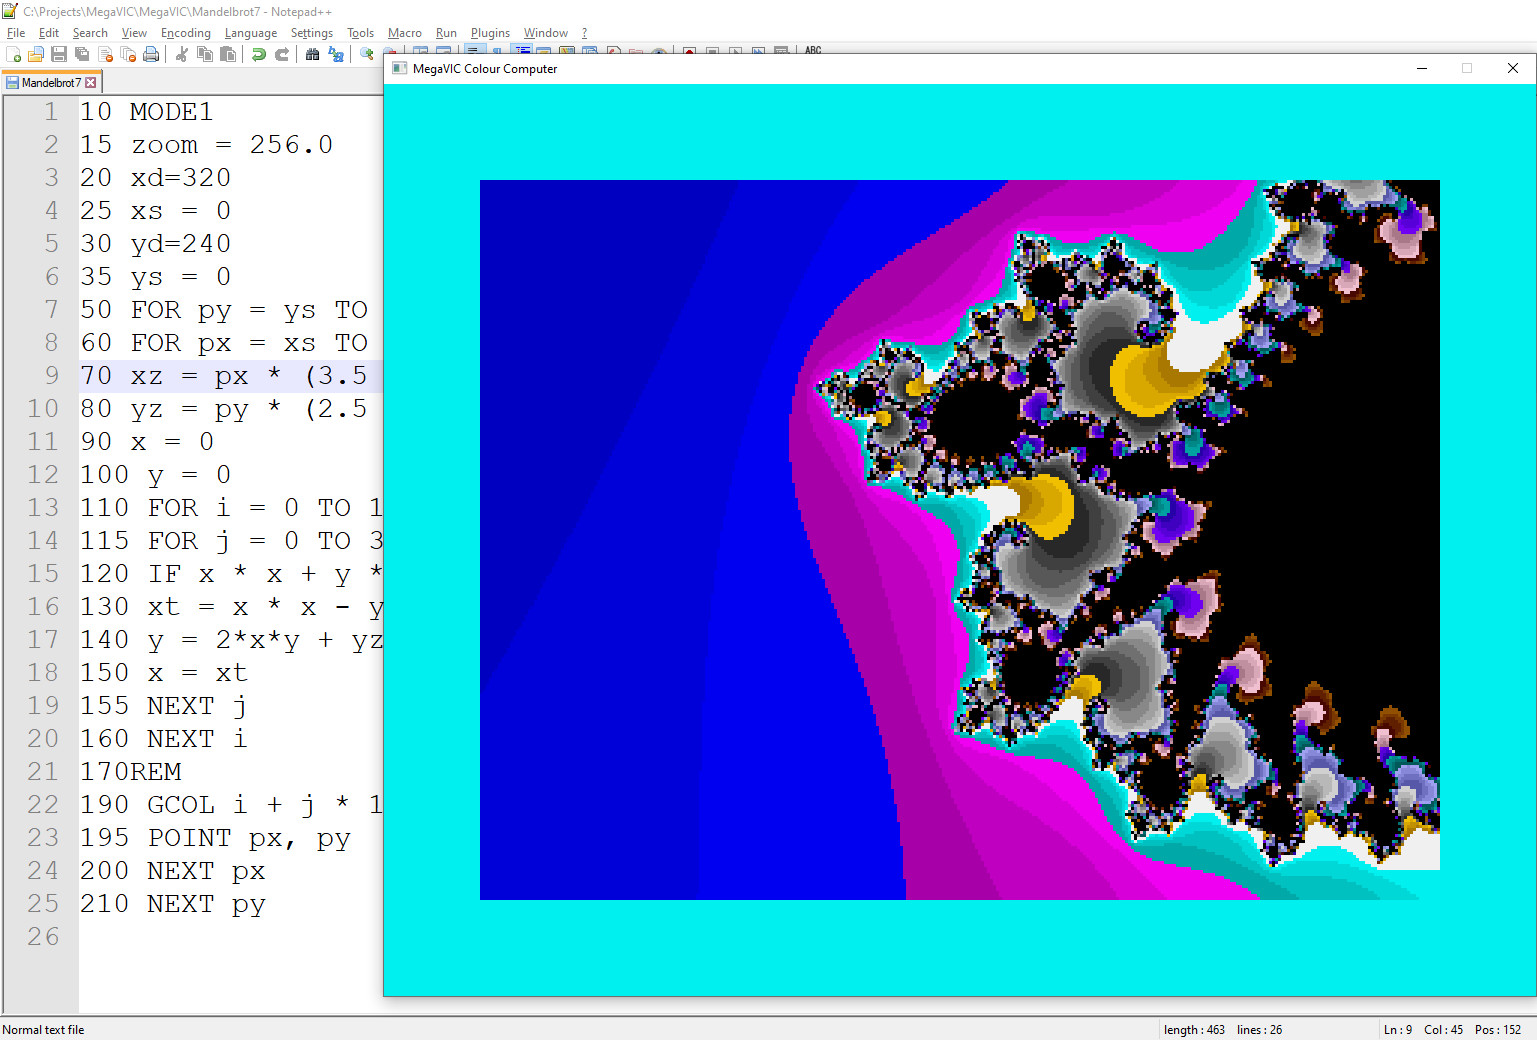 C:\Projects\MegaVIC\MegaVIC\Mandelbrot7 - Notepad++
File Edit Search View Encoding Language Settings Tools Macro Run Plugins Window ?
ABC
MegaVIC Colour Computer
Mandelbrot7
1 10 MODE1
2 15 zoom = 256.0
3 20 xd=320
4 25 xs = 0
5 30 yd=240
6 35 ys = 0
7 50 FOR py = ys TO
8 60 FOR px = xs TO
9 70 xz = px * (3.5
10 80 yz = py * (2.5
11 90 x = 0
12 100 y = 0
13 110 FOR i = 0 TO 1
14 115 FOR j = 0 TO 3
15 120 IF x * x + y *
16 130 xt = x * x - y
17 140 y = 2*x*y + yz
18 150 x = xt
19 155 NEXT j
20 160 NEXT i
21 170REM
22 190 GCOL i + j * 1
23 195 POINT px, py
24 200 NEXT px
25 210 NEXT py
26
Normal text file length : 463 lines : 26 Ln : 9 Col : 45 Pos : 152